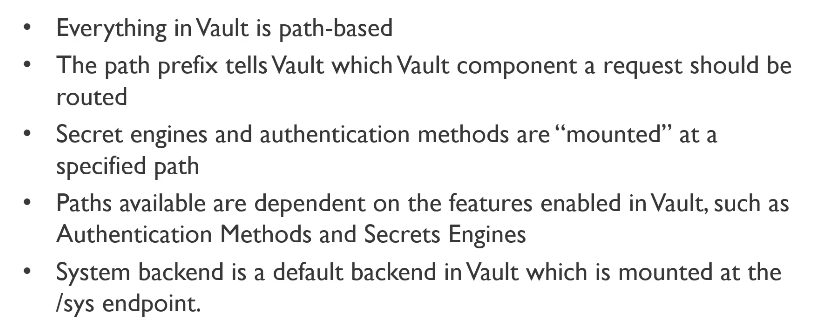 • Everything in Vault is path-based
• The path prefix tells Vault which Vault component a request should be
routed
• Secret engines and authentication methods are “mounted” at a
specified path
• Paths available are dependent on the features enabled in Vault, such as
Authentication Methods and Secrets Engines
• System backend is a default backend in Vault which is mounted at the
/sys endpoint.